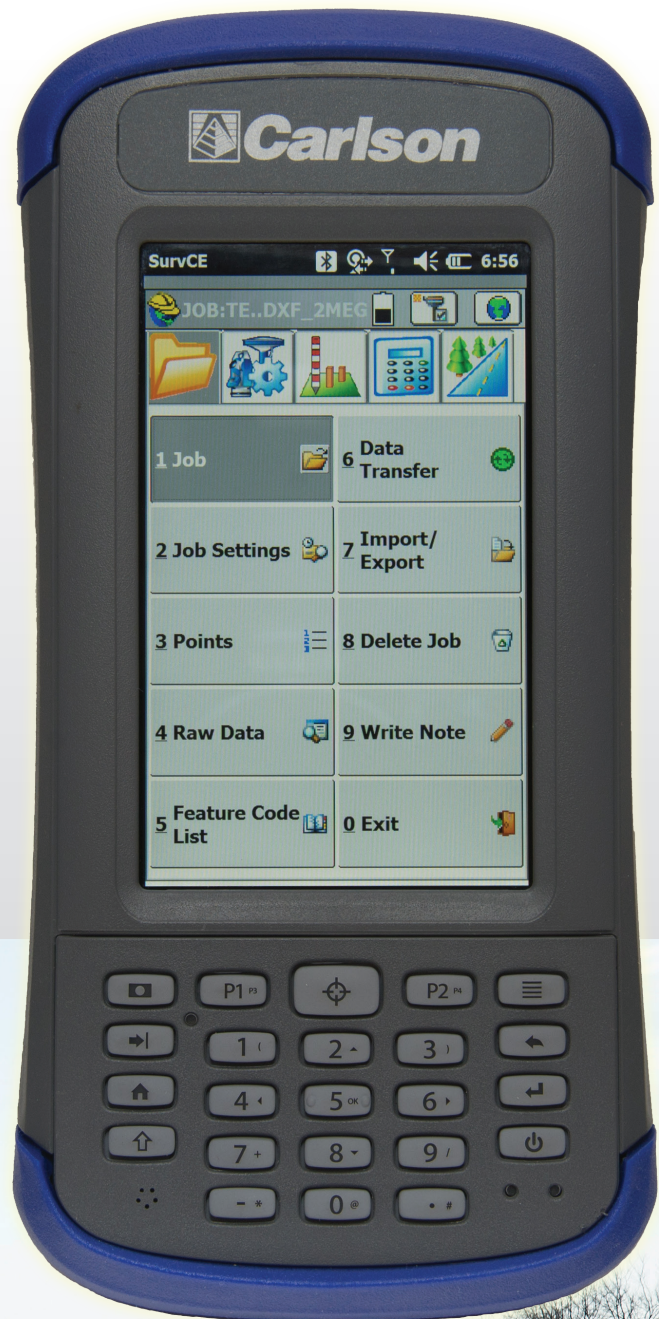 Carlson
SurvCE 6:56
JOB:TE..DXF_2MEG
1 Job
6 Data
Transfer
2 Job Settings
7 Import/
Export
3 Points
8 Delete Job
4 Raw Data
9 Write Note
5 Feature Code
List
0 Exit
P1 P3 P2 P4
1 ( 2 3 )
4 5 OK 6
7 + 8 9 /
- * 0 @ . #